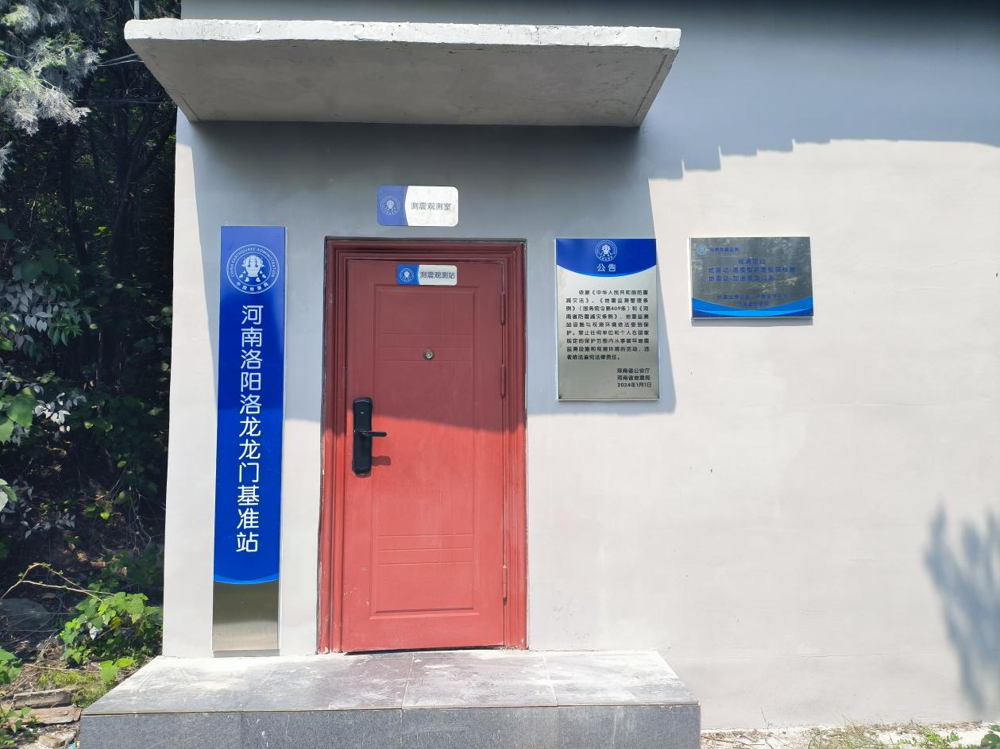 测震观测室
CHINA EARTHQUAKE ADMINISTRATION
中国地震局
河南洛阳洛龙龙门基准站
测震观测站
公告
依据《中华人民共和国防震
减灾法》、《地震监测管理条
例》(国务院令第409条)和《河
南省防震减灾条例》,地震监测
站设施与观测环境依法受到保
护。禁止任何单位和个人在国家
规定的保护范围内从事破坏地震
监测设施和观测环境的活动,违
者依法追究法律责任。
河南省公安厅
河南省地震局
2024年1月1日
河南地震监测
观测项目
地震动-速度型
地震动-加速度型观测